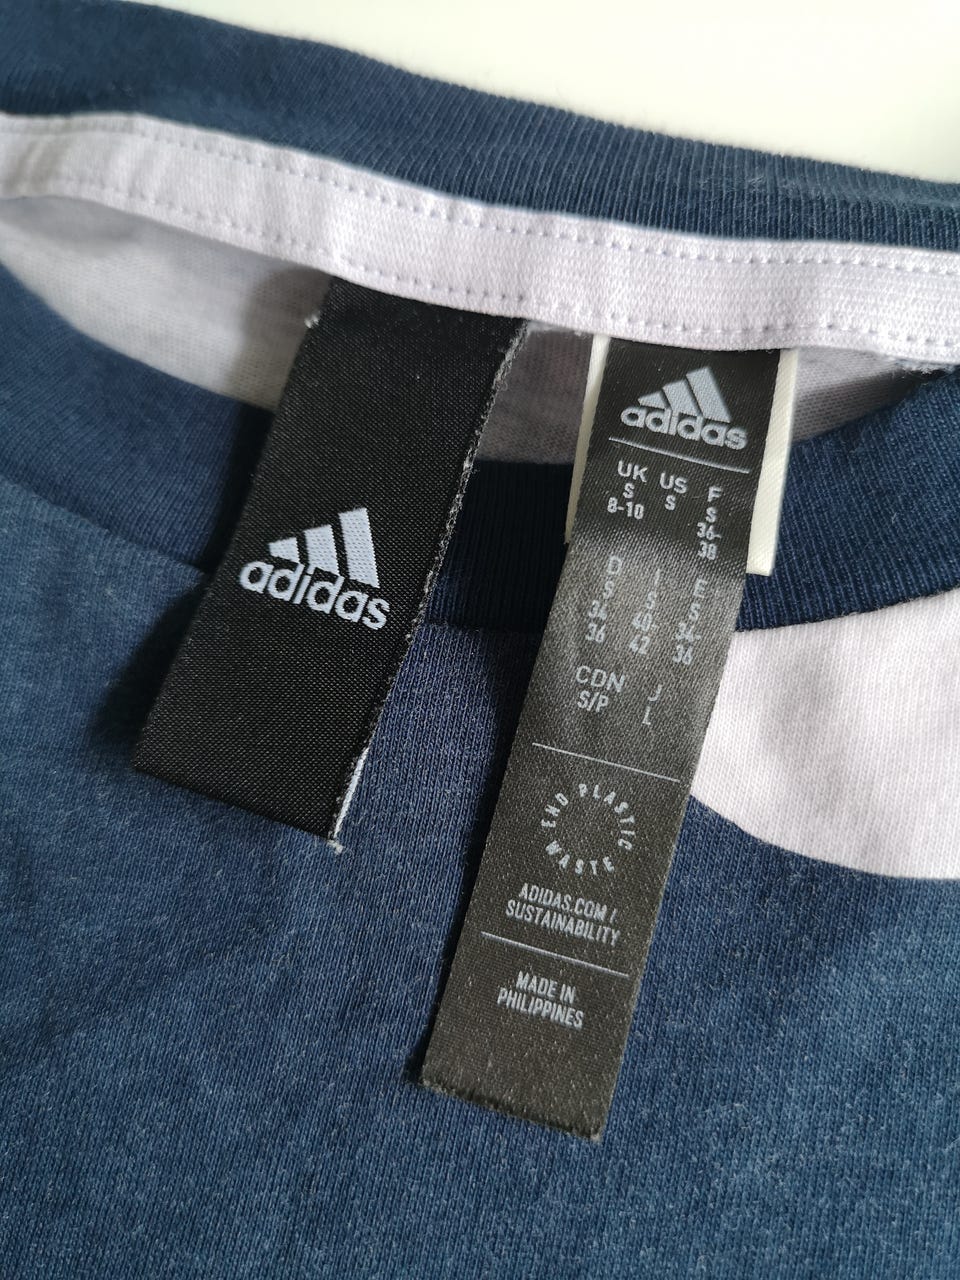 adidas
adidas
UK US F
S S S
8-10 36-
38
D I E
S S S
34- 40- 34-
36 42 36
CDN J
S/P L
END PLASTIC WASTE
ADIDAS.COM /
SUSTAINABILITY
MADE IN
PHILIPPINES